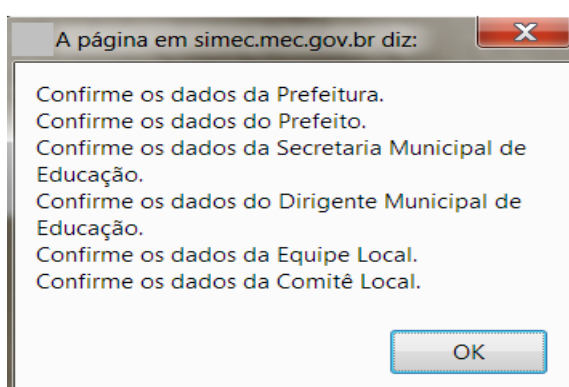 A página em simec.mec.gov.br diz:
Confirme os dados da Prefeitura.
Confirme os dados do Prefeito.
Confirme os dados da Secretaria Municipal de
Educação.
Confirme os dados do Dirigente Municipal de
Educação.
Confirme os dados da Equipe Local.
Confirme os dados da Comitê Local.
OK